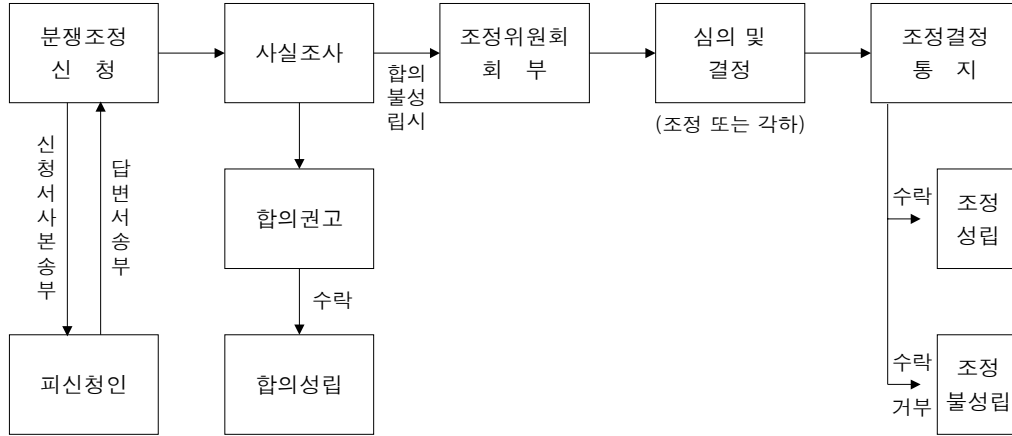 분쟁조정
신 청
사실조사
합의
불성
립시
조정위원회
회 부
심의 및
결정
(조정 또는 각하)
조정결정
통 지
신청서사본송부
답변서송부
합의권고
수락
조정
성립
수락
피신청인
합의성립
수락
거부
조정
불성립